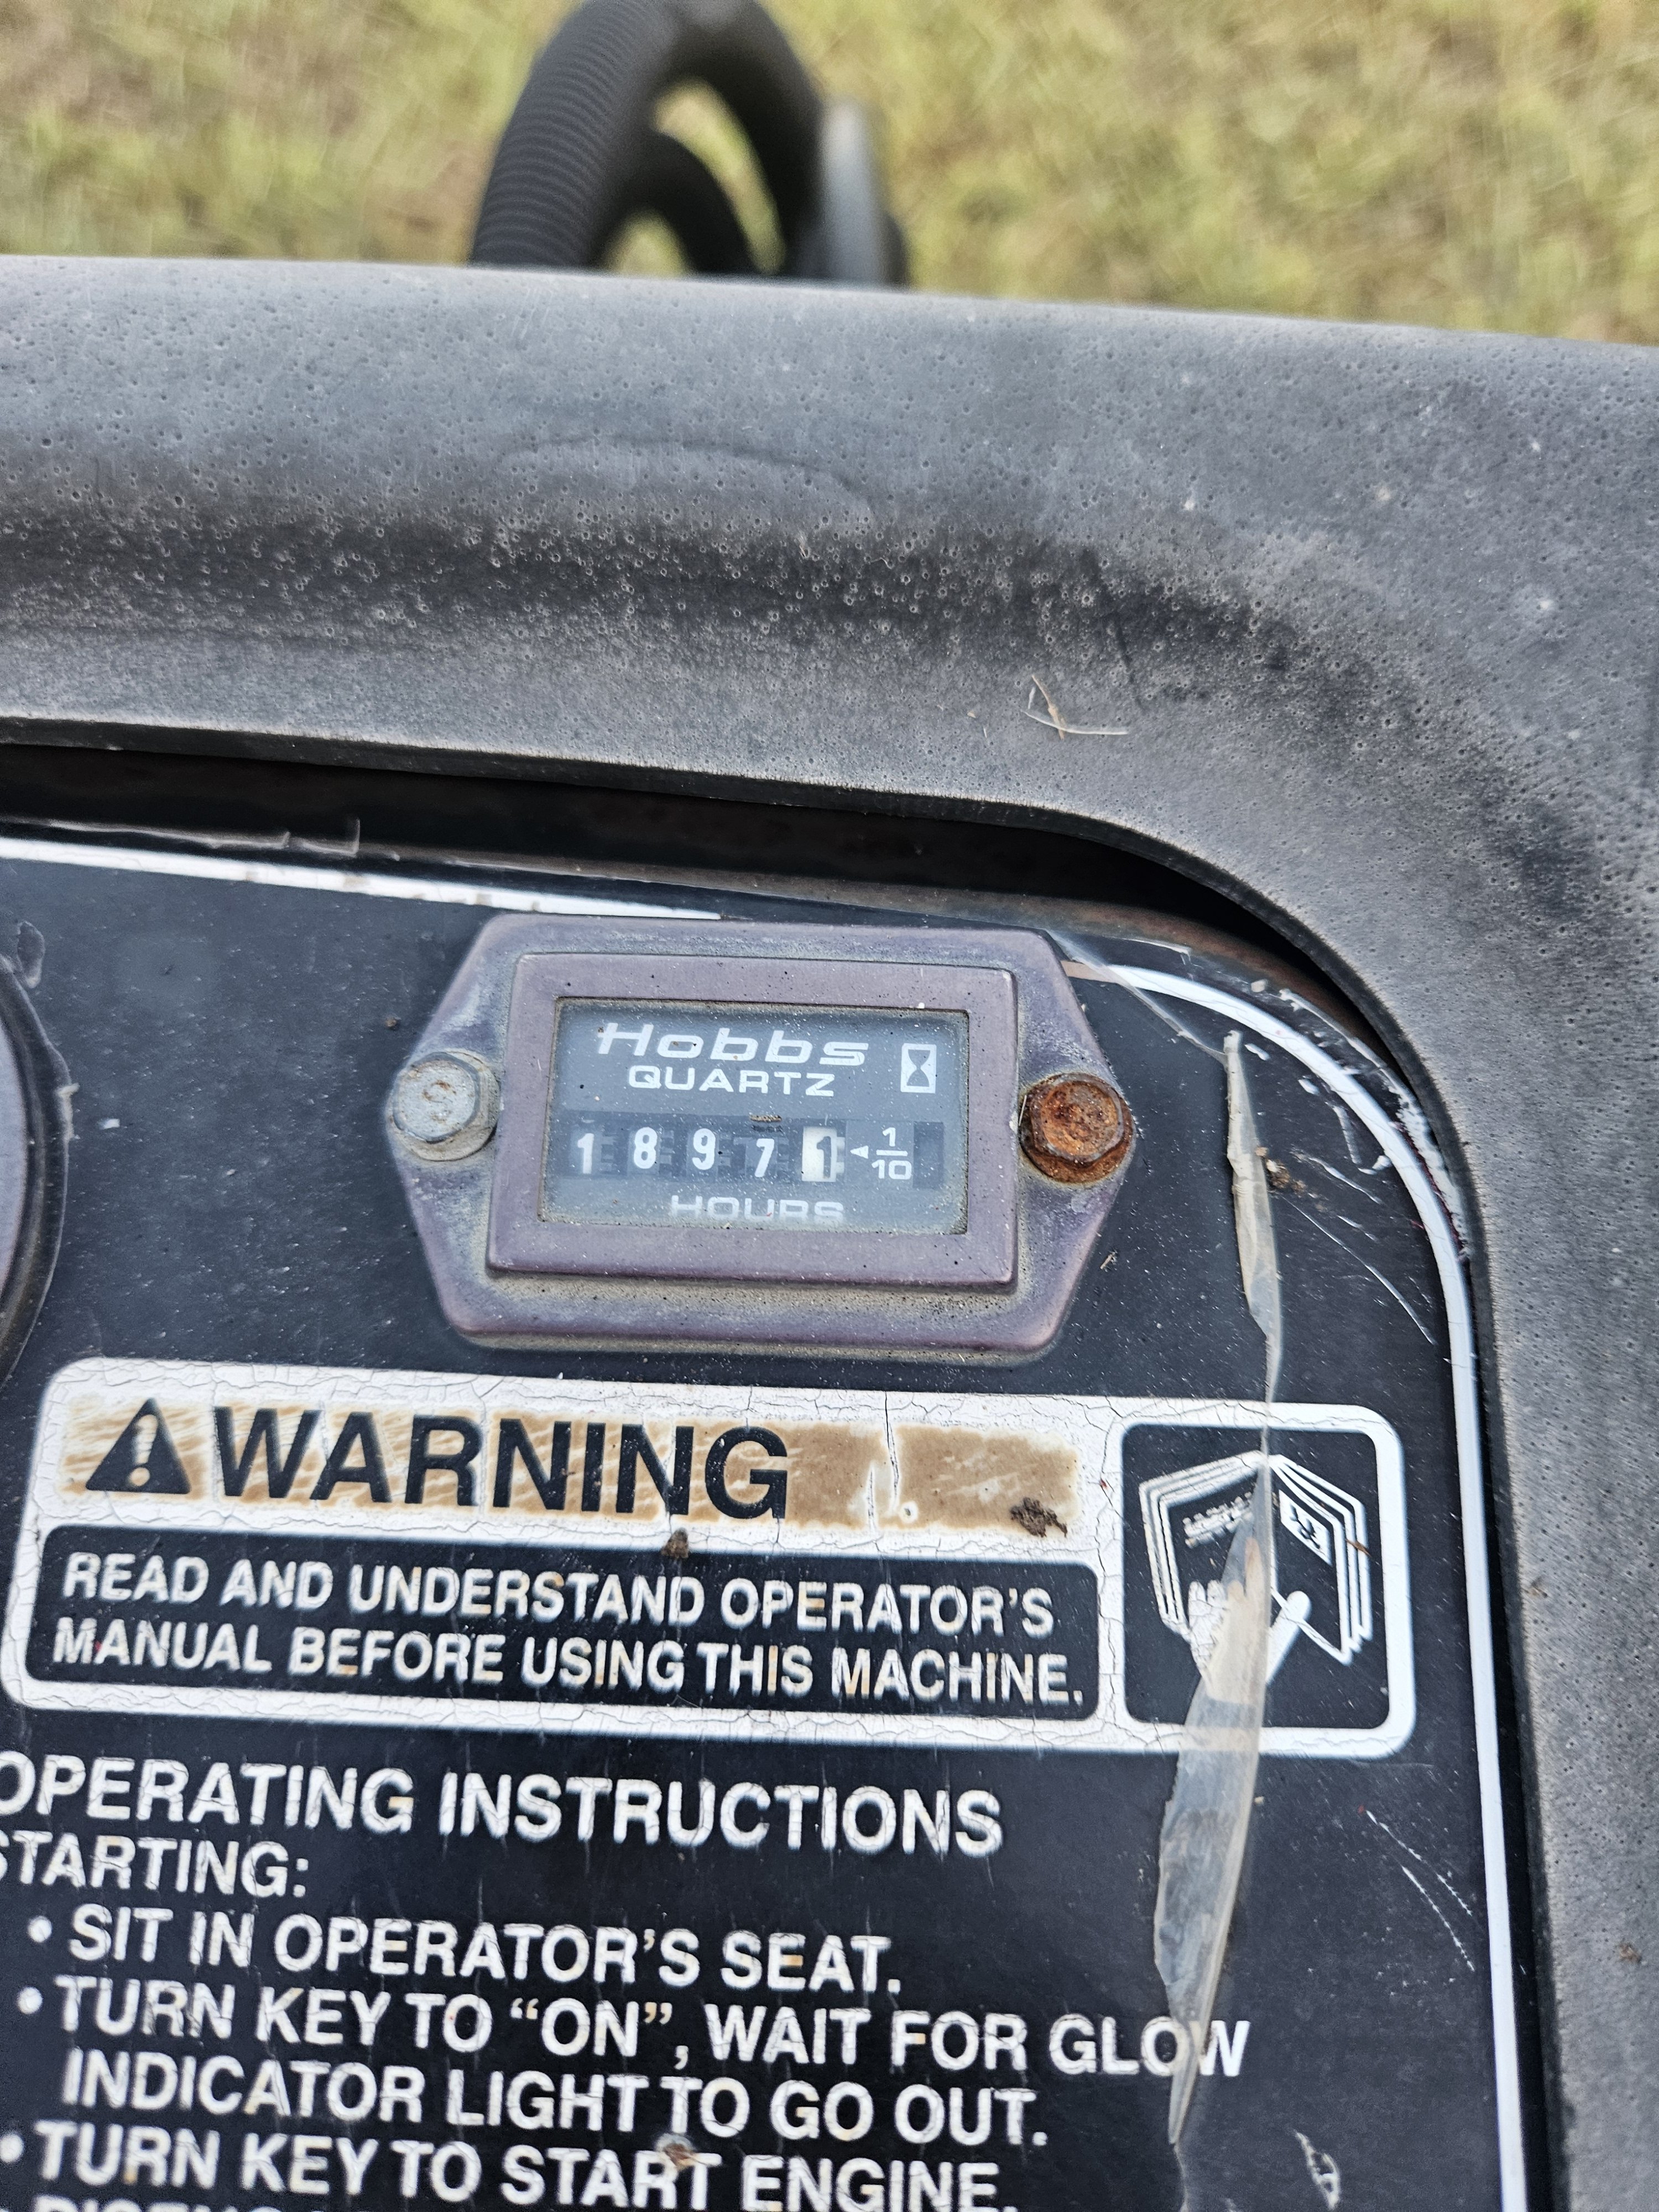 Hobbs
QUARTZ
1 8 9 7 1 1/10
HOURS
WARNING
READ AND UNDERSTAND OPERATOR'S
MANUAL BEFORE USING THIS MACHINE.
OPERATING INSTRUCTIONS
STARTING:
• SIT IN OPERATOR'S SEAT.
• TURN KEY TO “ON”, WAIT FOR GLOW
INDICATOR LIGHT TO GO OUT.
• TURN KEY TO START ENGINE.